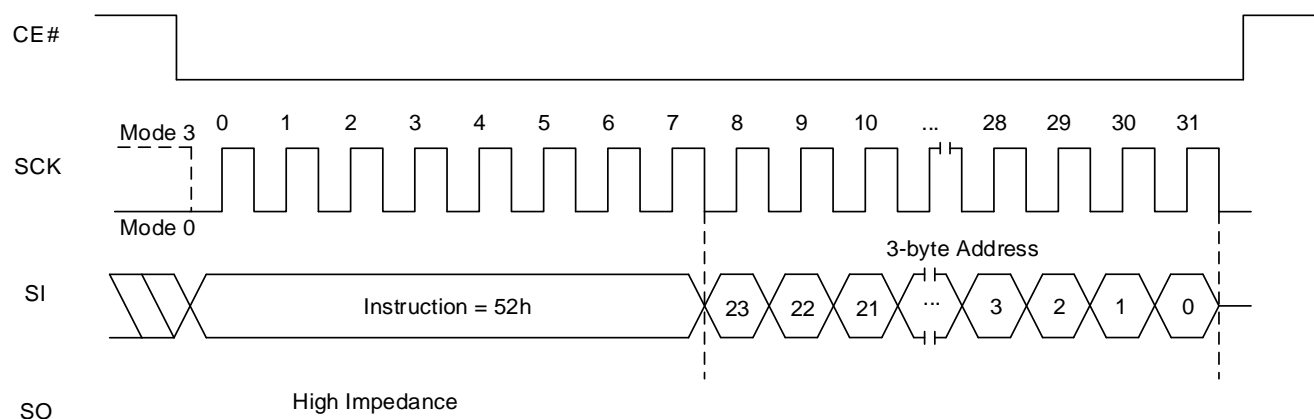 CE#
0 1 2 3 4 5 6 7 8 9 10 ... 28 29 30 31
Mode 3
SCK
Mode 0
3-byte Address
SI
Instruction = 52h 23 22 21 ... 3 2 1 0
High Impedance
SO